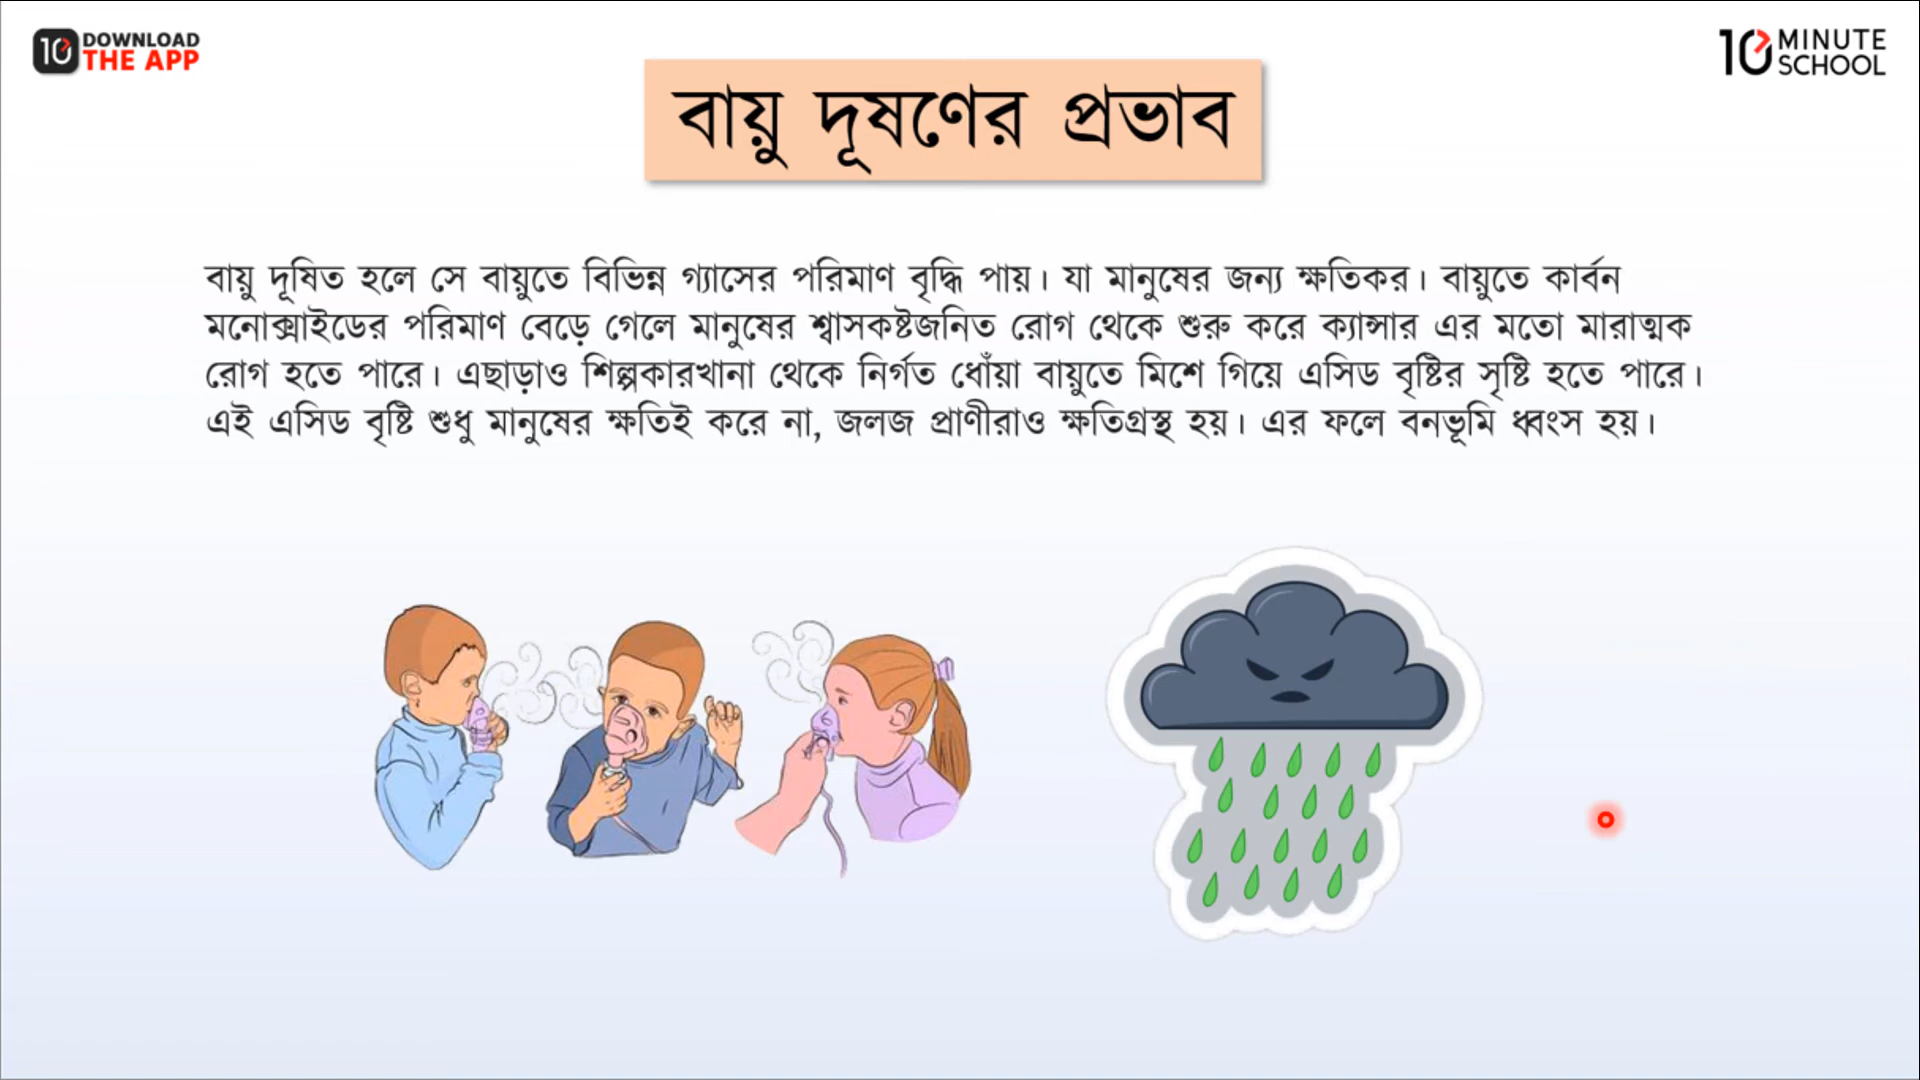 10 DOWNLOAD THE APP
10 MINUTE SCHOOL
বায়ু দূষণের প্রভাব
বায়ু দূষিত হলে সে বায়ুতে বিভিন্ন গ্যাসের পরিমাণ বৃদ্ধি পায়। যা মানুষের জন্য ক্ষতিকর। বায়ুতে কার্বন
মনোক্সাইডের পরিমাণ বেড়ে গেলে মানুষের শ্বাসকষ্টজনিত রোগ থেকে শুরু করে ক্যান্সার এর মতো মারাত্মক
রোগ হতে পারে। এছাড়াও শিল্পকারখানা থেকে নির্গত ধোঁয়া বায়ুতে মিশে গিয়ে এসিড বৃষ্টির সৃষ্টি হতে পারে।
এই এসিড বৃষ্টি শুধু মানুষের ক্ষতিই করে না, জলজ প্রাণীরাও ক্ষতিগ্রস্থ হয়। এর ফলে বনভূমি ধ্বংস হয়।